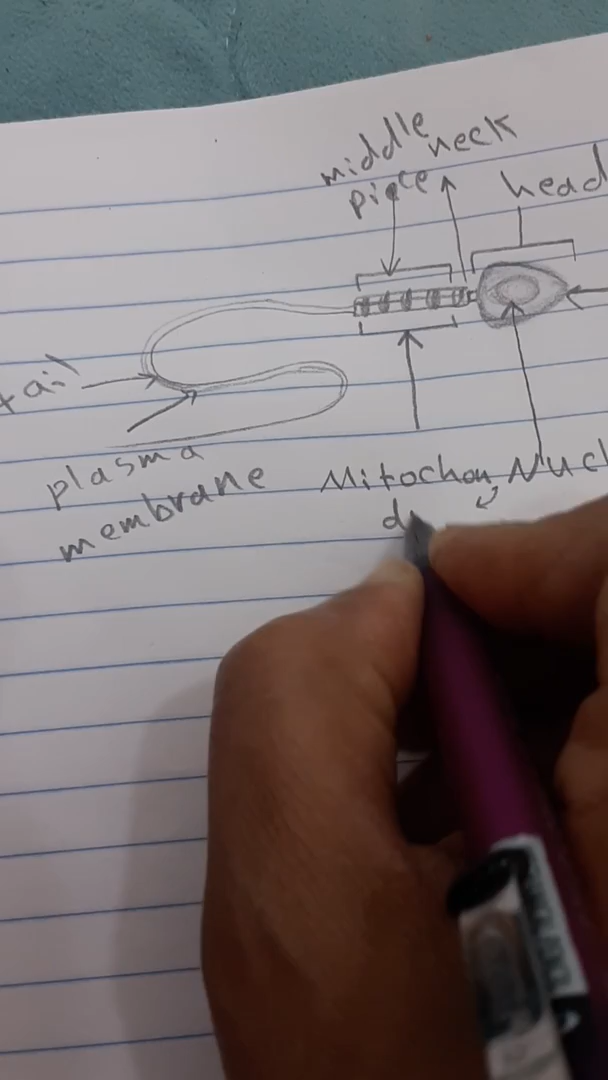 middle neck
piece head
tail
plasma
membrane
Mitochon Nucl
d